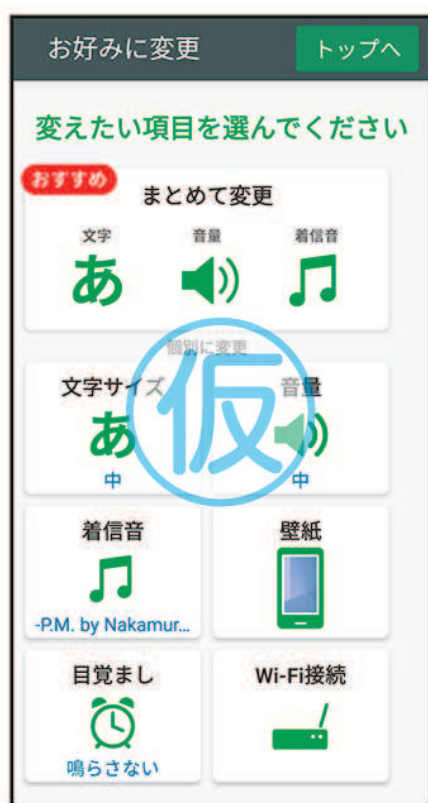 お好みに変更 トップへ
変えたい項目を選んでください
おすすめ
まとめて変更
文字 音量 着信音
あ
個別に変更
仮
文字サイズ 音量
あ
中 中
着信音 壁紙
-P.M. by Nakamur...
目覚まし Wi-Fi接続
鳴らさない